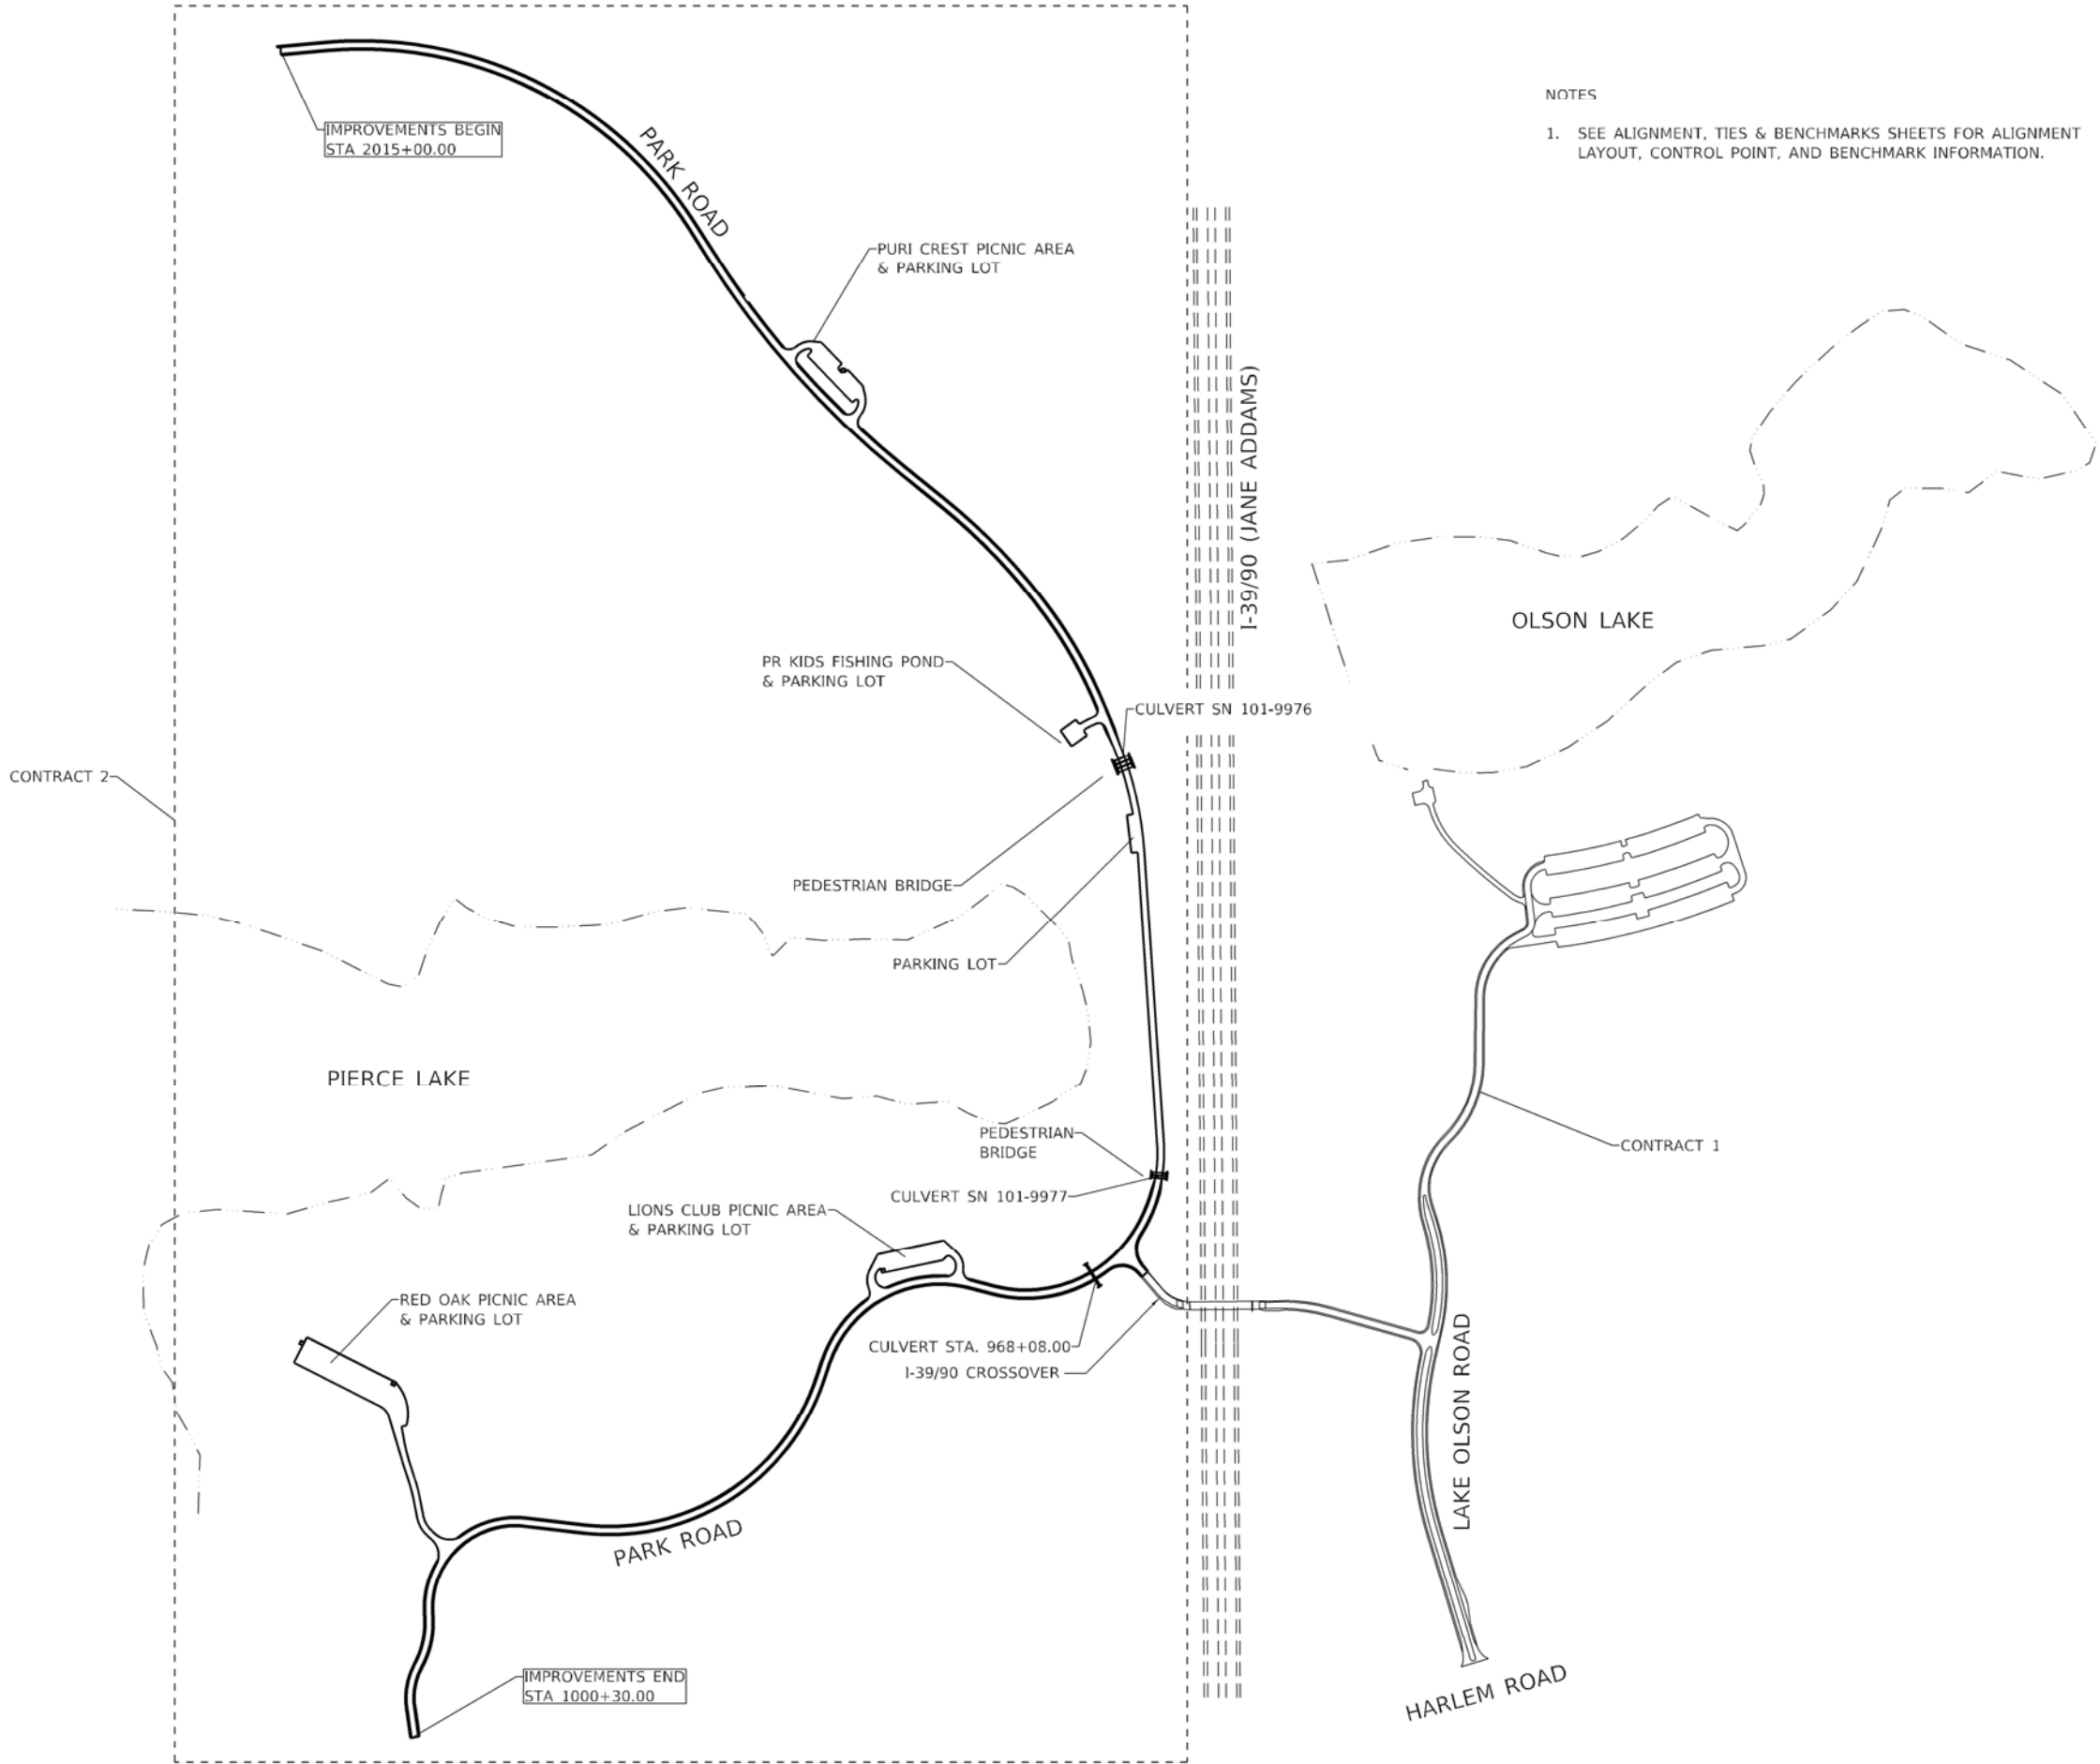 NOTES
1. SEE ALIGNMENT, TIES & BENCHMARKS SHEETS FOR ALIGNMENT
LAYOUT, CONTROL POINT, AND BENCHMARK INFORMATION.
IMPROVEMENTS BEGIN
STA 2015+00.00
PARK ROAD
PURI CREST PICNIC AREA
& PARKING LOT
I-39/90 (JANE ADDAMS)
OLSON LAKE
PR KIDS FISHING POND
& PARKING LOT
CULVERT SN 101-9976
CONTRACT 2
PEDESTRIAN BRIDGE
PARKING LOT
PIERCE LAKE
PEDESTRIAN
BRIDGE
CONTRACT 1
CULVERT SN 101-9977
LIONS CLUB PICNIC AREA
& PARKING LOT
RED OAK PICNIC AREA
& PARKING LOT
CULVERT STA. 968+08.00
I-39/90 CROSSOVER
LAKE OLSON ROAD
PARK ROAD
IMPROVEMENTS END
STA 1000+30.00
HARLEM ROAD